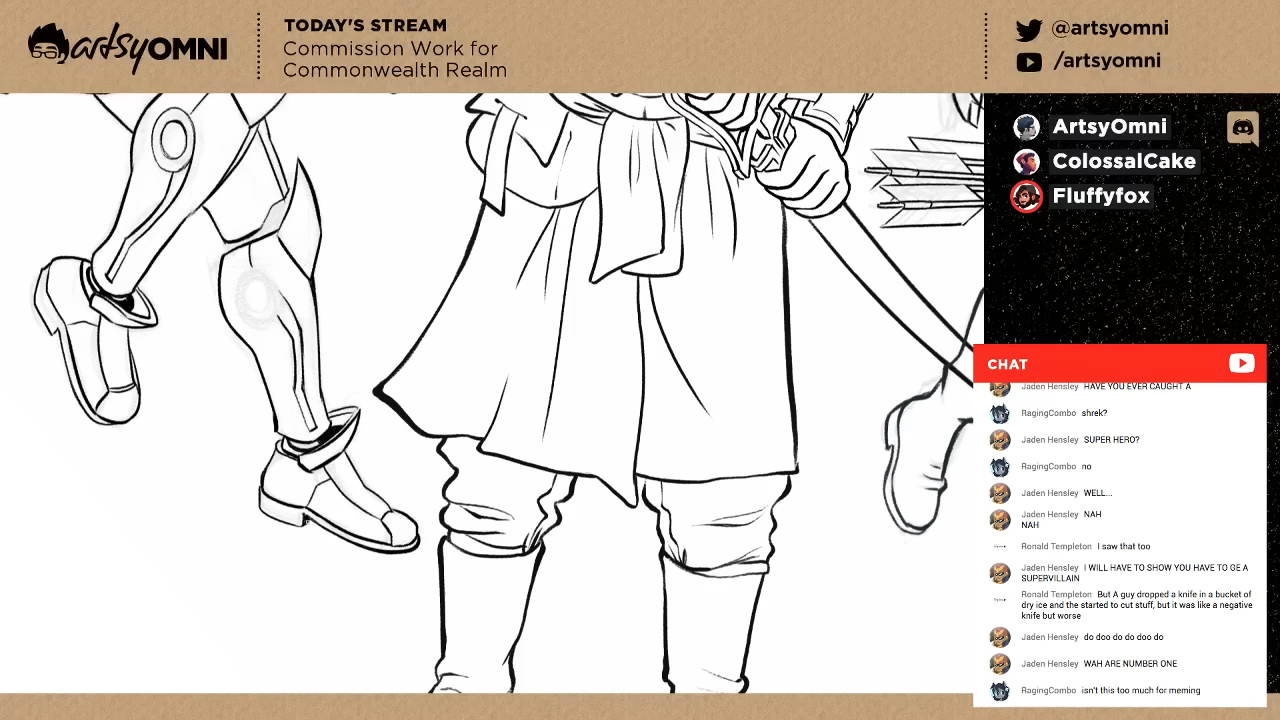 artsyOMNI
TODAY'S STREAM
Commission Work for
Commonwealth Realm
@artsyomni
/artsyomni
ArtsyOmni
ColossalCake
Fluffyfox
CHAT
Jaden Hensley HAVE YOU EVER CAUGHT A
RagingCombo shrek?
Jaden Hensley SUPER HERO?
RagingCombo no
Jaden Hensley WELL...
Jaden Hensley NAH
NAH
Ronald Templeton I saw that too
Jaden Hensley I WILL HAVE TO SHOW YOU HAVE TO GE A
SUPERVILLAIN
Ronald Templeton But A guy dropped a knife in a bucket of
dry ice and the started to cut stuff, but it was like a negative
knife but worse
Jaden Hensley do doo do do doo do
Jaden Hensley WAH ARE NUMBER ONE
RagingCombo isn't this too much for meming